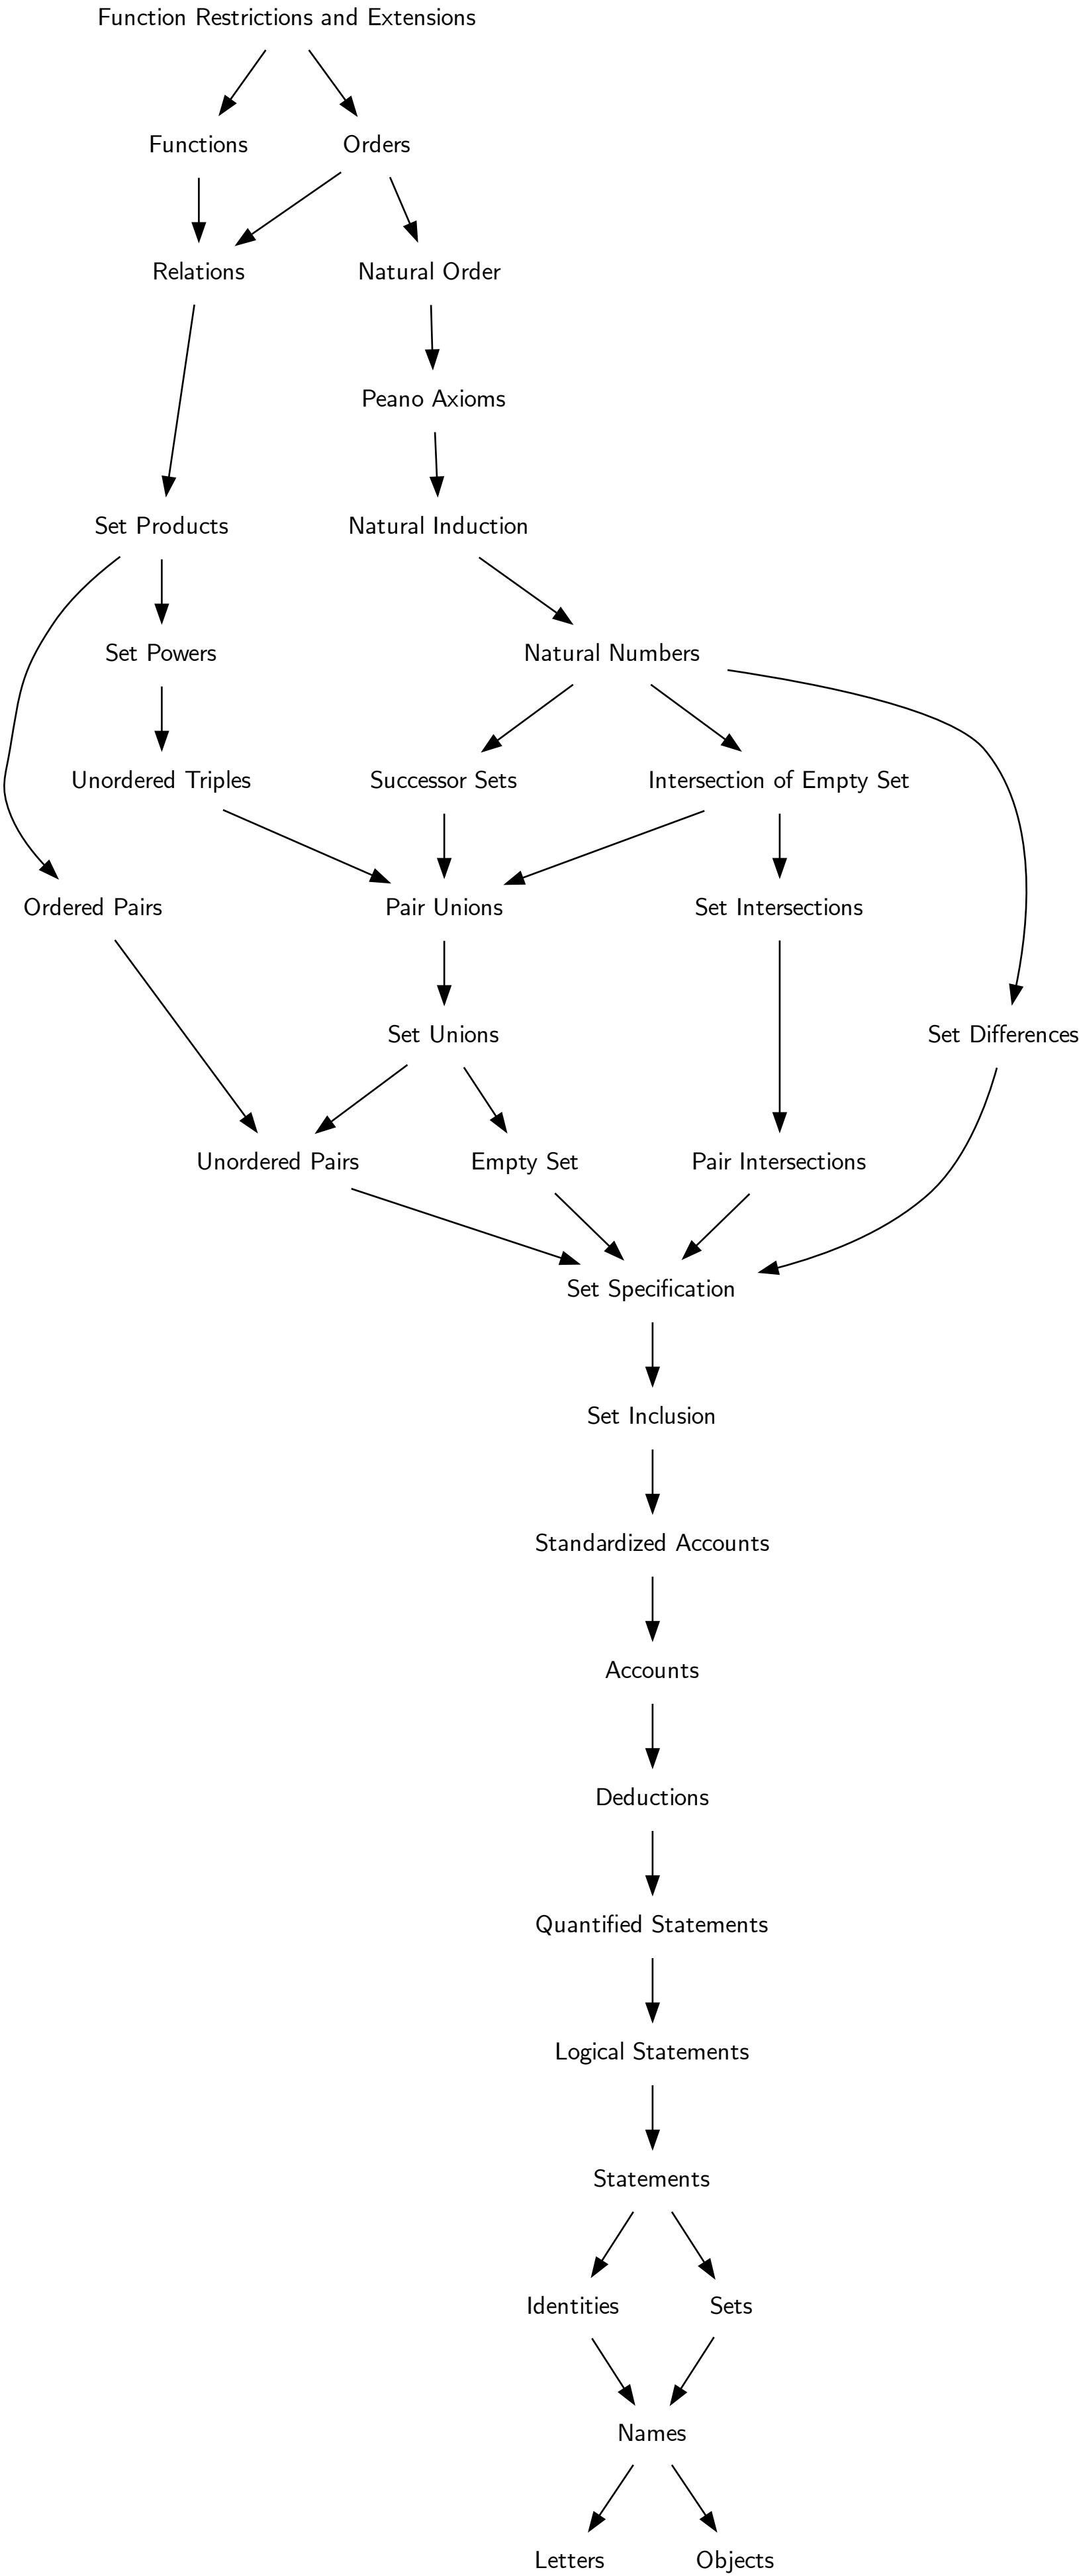 Function Restrictions and Extensions
Functions
Orders
Relations
Natural Order
Peano Axioms
Set Products
Natural Induction
Set Powers
Natural Numbers
Unordered Triples
Successor Sets
Intersection of Empty Set
Ordered Pairs
Pair Unions
Set Intersections
Set Unions
Set Differences
Unordered Pairs
Empty Set
Pair Intersections
Set Specification
Set Inclusion
Standardized Accounts
Accounts
Deductions
Quantified Statements
Logical Statements
Statements
Identities
Sets
Names
Letters
Objects